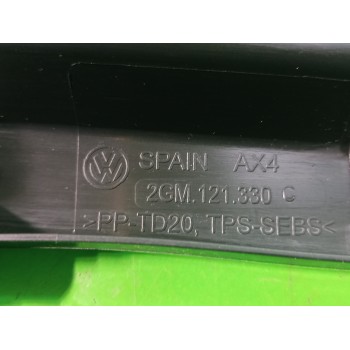 SPAIN AX4
2GM.121.330 C
>PP-TD20, TPS-SEBS<